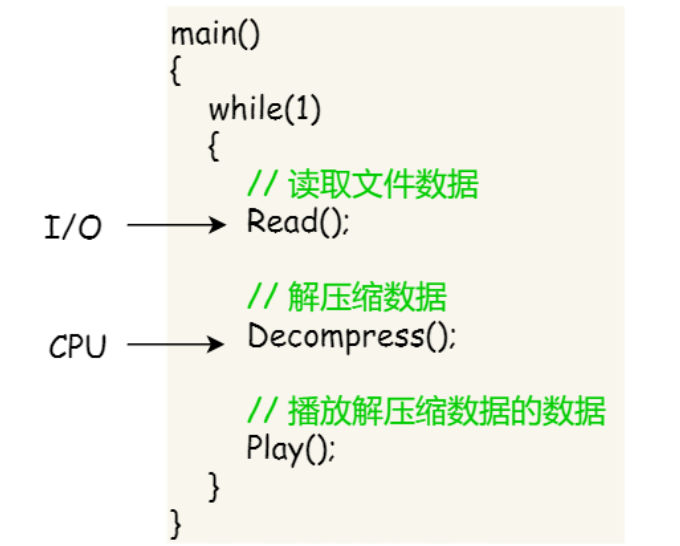 main()
{
while(1)
{
// 读取文件数据
I/O Read();
// 解压缩数据
CPU Decompress();
// 播放解压缩数据的数据
Play();
}
}